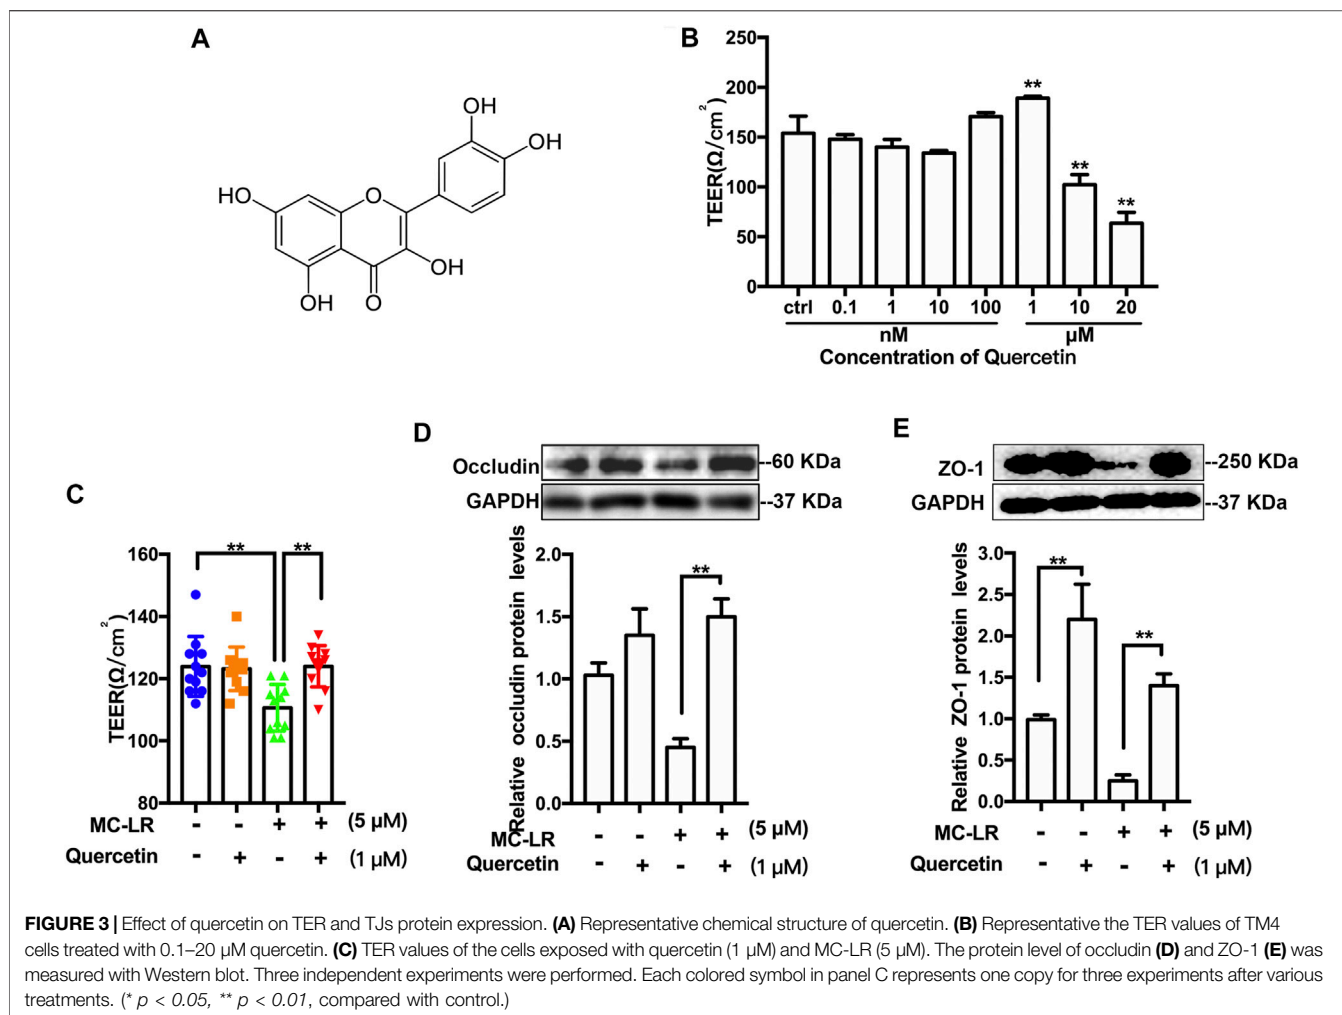 A
OH
OH
HO
O
OH
OH
O
B
250
200
150
100
50
0
TEER(Ω/cm²)
**
**
**
ctrl 0.1 1 10 100 1 10 20
nM µM
Concentration of Quercetin
C
160
140
120
100
80
TEER(Ω/cm²)
** **
MC-LR - - + + (5 µM)
Quercetin - + - + (1 µM)
D
Occludin --60 KDa
GAPDH --37 KDa
2.0
1.5
1.0
0.5
0.0
Relative occludin protein levels
**
MC-LR - - + + (5 µM)
Quercetin - + - + (1 µM)
E
ZO-1 --250 KDa
GAPDH --37 KDa
3.0
2.5
2.0
1.5
1.0
0.5
0.0
Relative ZO-1 protein levels
**
**
MC-LR - - + + (5 µM)
Quercetin - + - + (1 µM)
FIGURE 3 | Effect of quercetin on TER and TJs protein expression. (A) Representative chemical structure of quercetin. (B) Representative the TER values of TM4
cells treated with 0.1–20 µM quercetin. (C) TER values of the cells exposed with quercetin (1 µM) and MC-LR (5 µM). The protein level of occludin (D) and ZO-1 (E) was
measured with Western blot. Three independent experiments were performed. Each colored symbol in panel C represents one copy for three experiments after various
treatments. (* p < 0.05, ** p < 0.01, compared with control.)